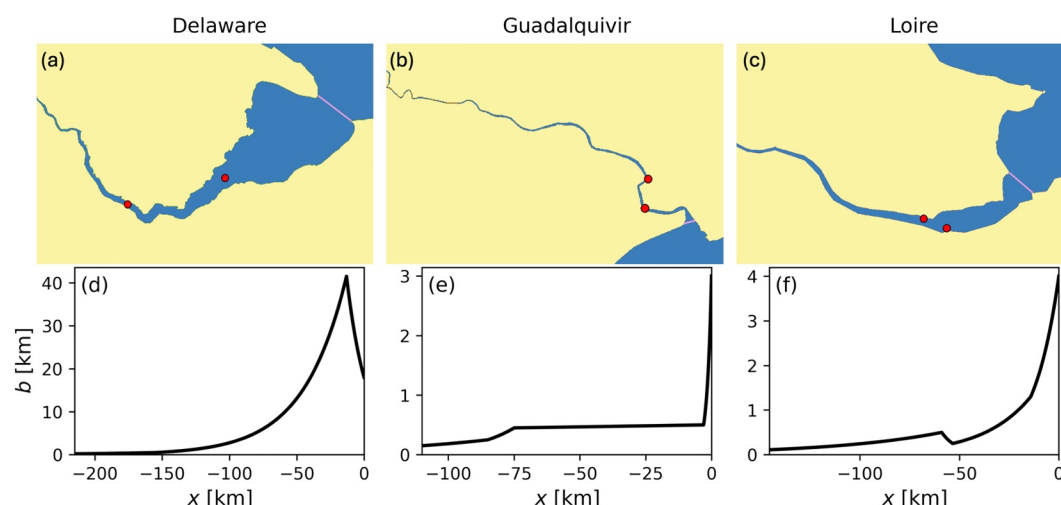 Delaware Guadalquivir Loire
(a) (b) (c)
(d) (e) (f)
b [km]
40
30
20
10
0
3
2
1
0
4
3
2
1
0
−200 −150 −100 −50 0 −100 −75 −50 −25 0 −100 −50 0
x [km] x [km] x [km]